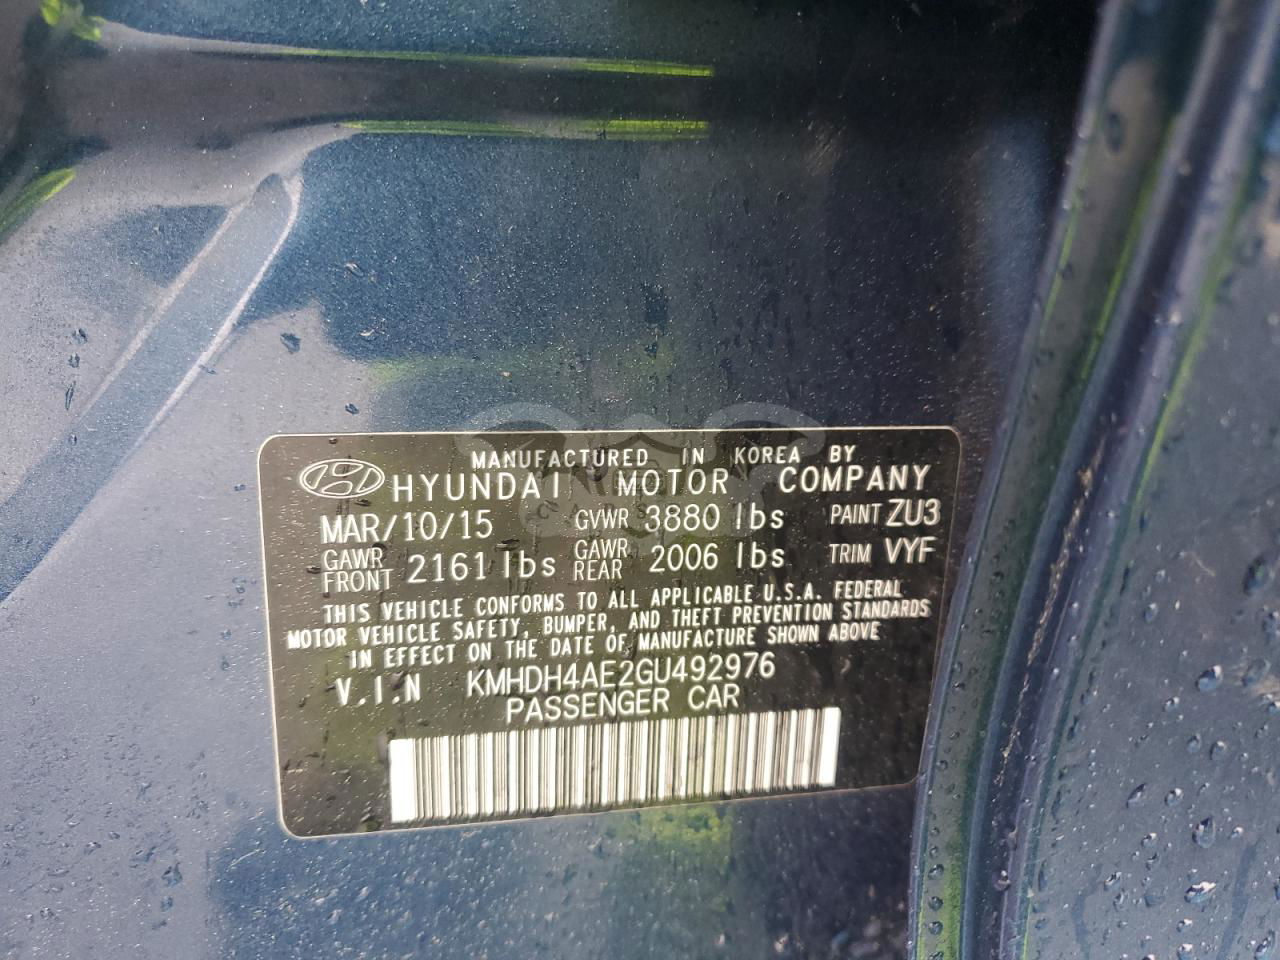 MANUFACTURED IN KOREA BY
HYUNDAI MOTOR COMPANY
MAR/10/15 GVWR 3880 lbs PAINT ZU3
GAWR FRONT 2161 lbs GAWR REAR 2006 lbs TRIM VYF
THIS VEHICLE CONFORMS TO ALL APPLICABLE U.S.A. FEDERAL
MOTOR VEHICLE SAFETY, BUMPER, AND THEFT PREVENTION STANDARDS
IN EFFECT ON THE DATE OF MANUFACTURE SHOWN ABOVE
V.I.N KMHDH4AE2GU492976
PASSENGER CAR